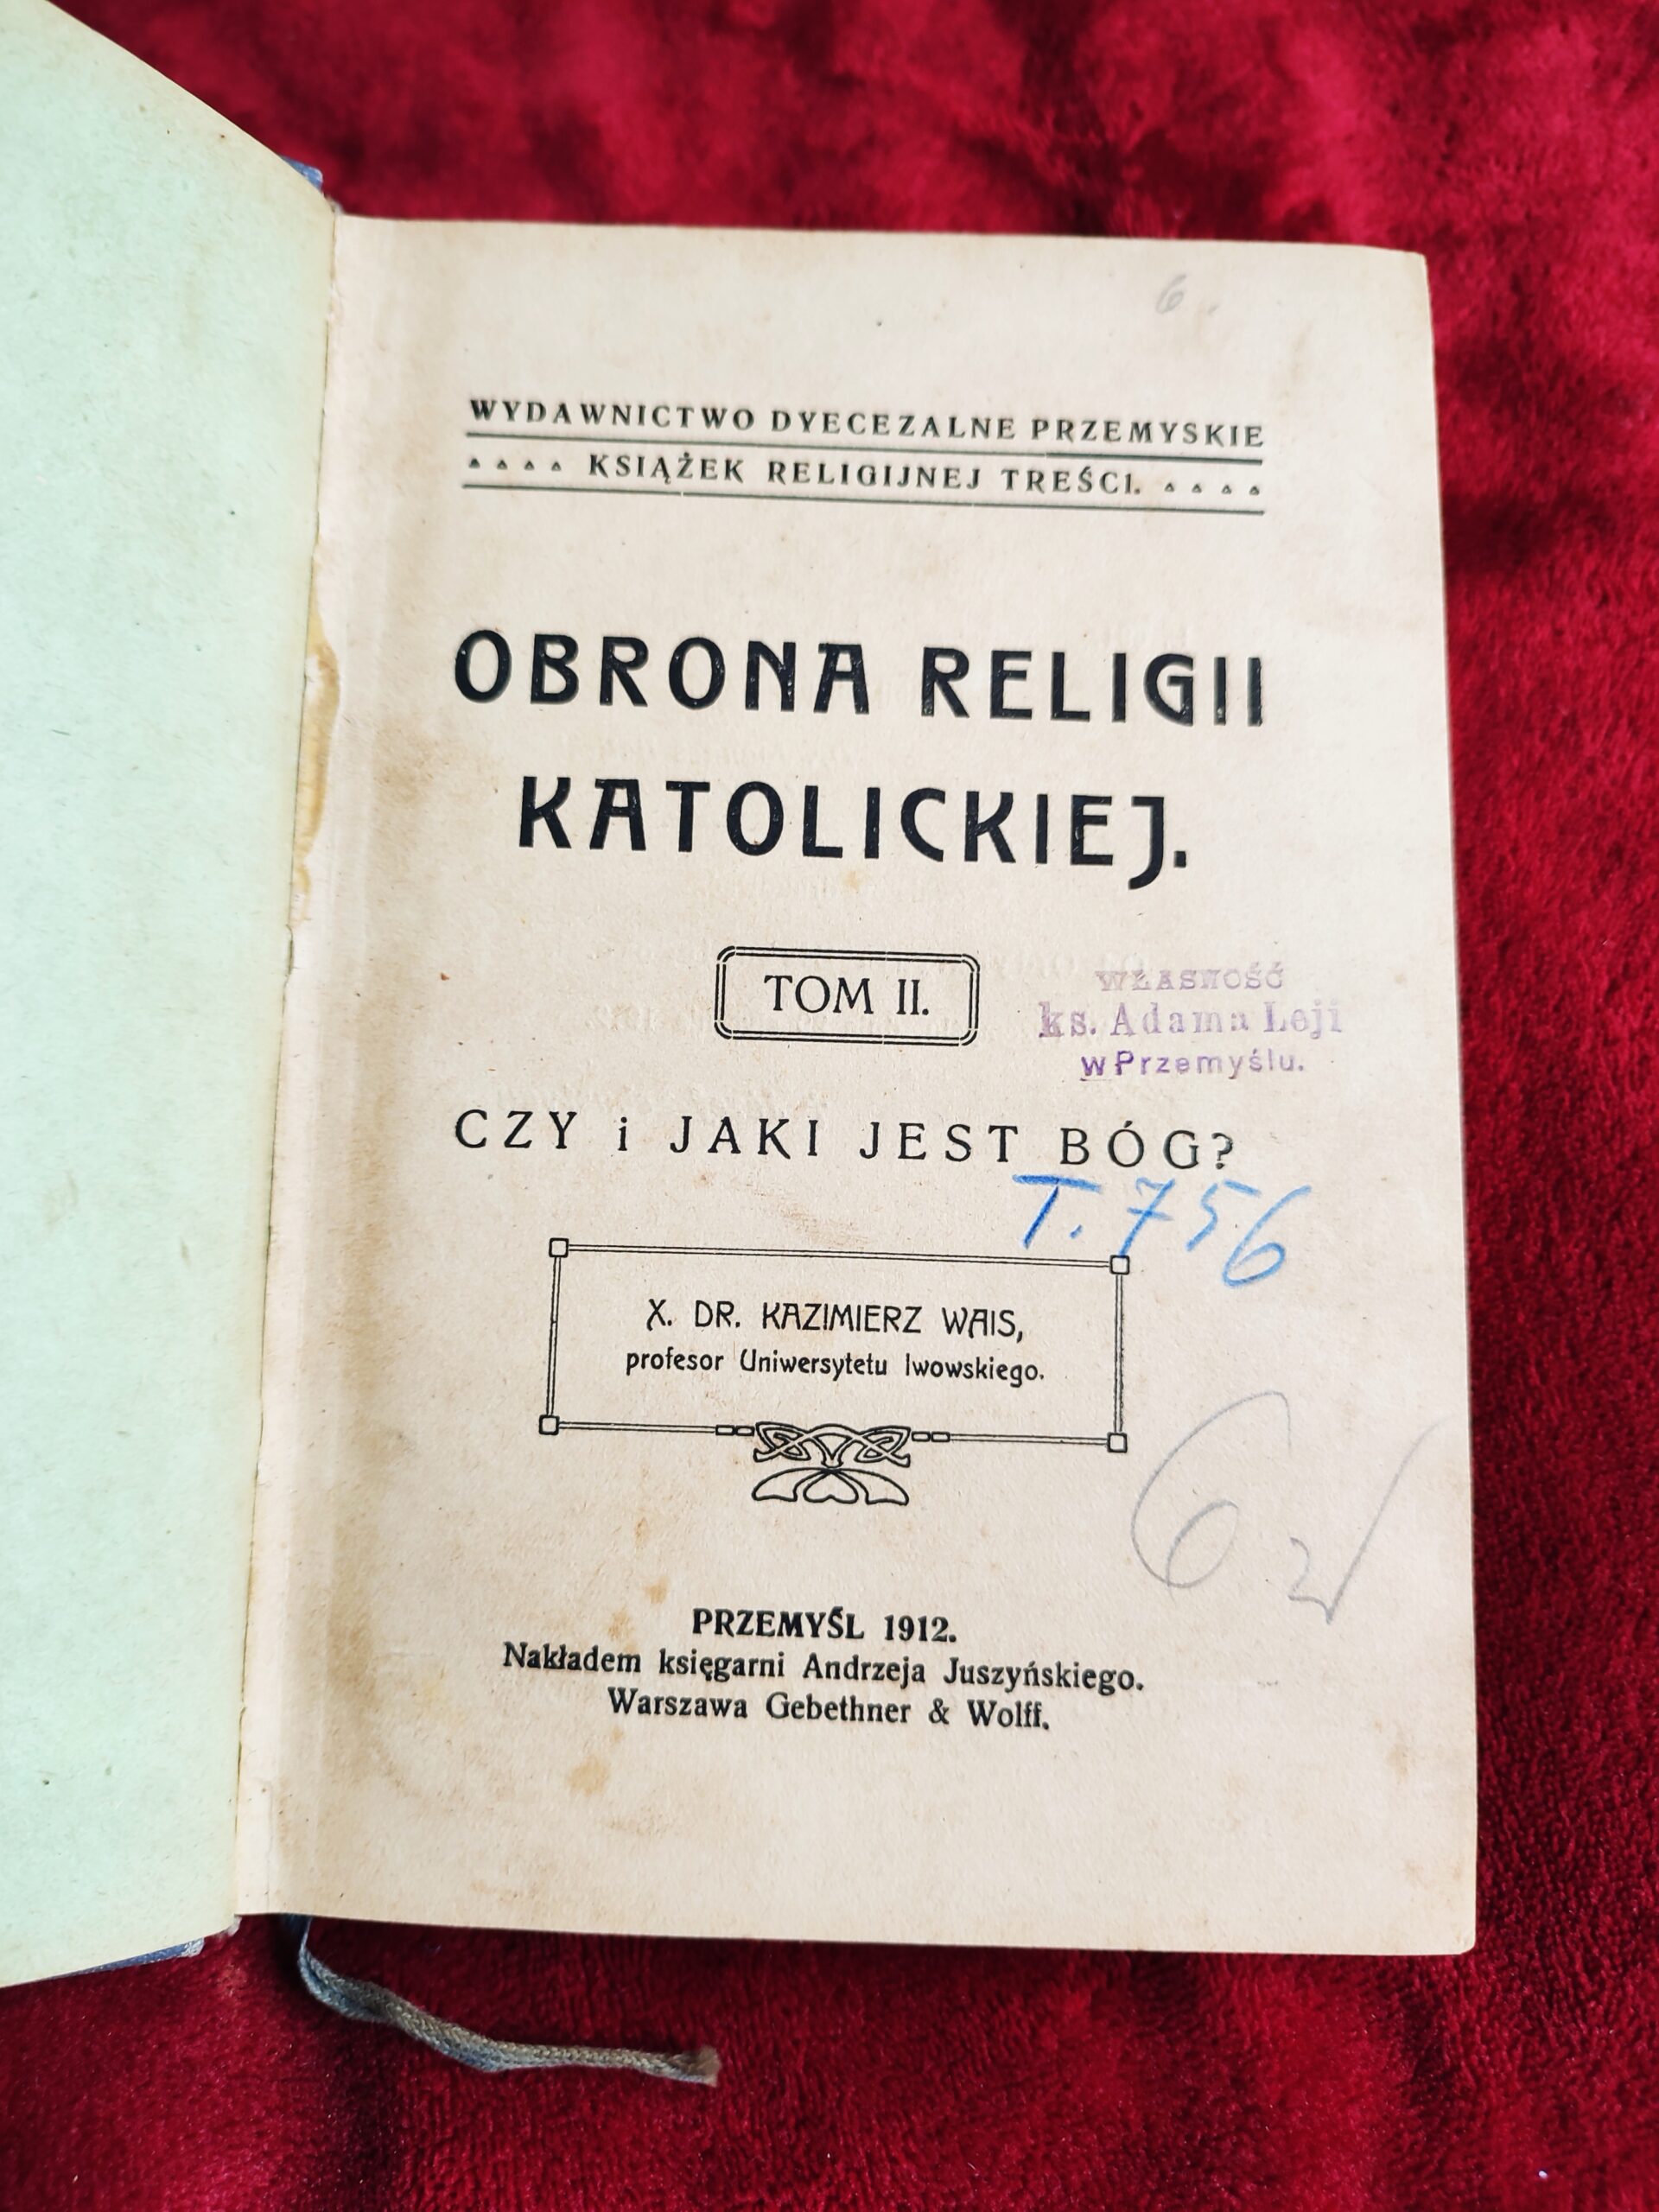 6.
WYDAWNICTWO DYECEZALNE PRZEMYSKIE
KSIĄŻEK RELIGIJNEJ TREŚCI.
OBRONA RELIGII
KATOLICKIEJ.
TOM II.
WŁASNOŚĆ
ks. Adama Leji
w Przemyślu.
CZY i JAKI JEST BÓG?
T. 756
X. DR. KAZIMIERZ WAIS,
profesor Uniwersytetu lwowskiego.
6
PRZEMYŚL 1912.
Nakładem księgarni Andrzeja Juszyńskiego.
Warszawa Gebethner & Wolff.